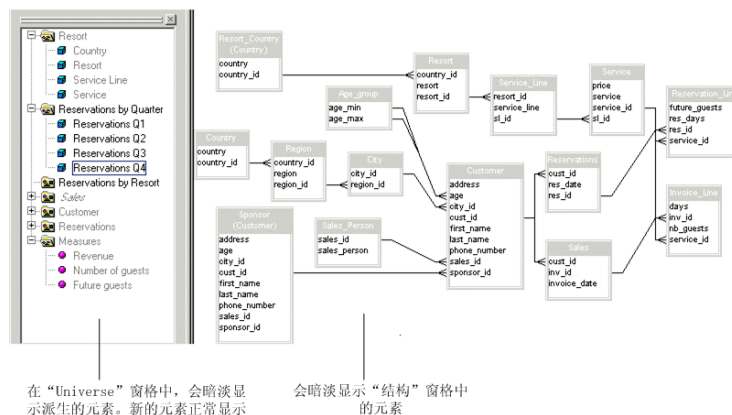 Resort
Country
Resort
Service Line
Service
Reservations by Quarter
Reservations Q1
Reservations Q2
Reservations Q3
Reservations Q4
Reservations by Resort
Sales
Customer
Reservations
Measures
Revenue
Number of guests
Future guests
Resort_Country
(Country)
country
country_id
Resort
country_id
resort
resort_id
Service_Line
resort_id
service_line
sl_id
Service
price
service
service_id
sl_id
Reservation_Lin
future_guests
res_days
res_id
service_id
Age_group
age_min
age_max
Country
country
country_id
Region
country_id
region
region_id
City
city_id
region_id
Customer
address
age
city_id
cust_id
first_name
last_name
phone_number
sales_id
sponsor_id
Reservations
cust_id
res_date
res_id
Invoice_Line
days
inv_id
nb_guests
service_id
Sponsor
(Customer)
address
age
city_id
cust_id
first_name
last_name
phone_number
sales_id
sponsor_id
Sales_Person
sales_id
sales_person
Sales
cust_id
inv_id
invoice_date
在“Universe”窗格中，会暗淡显
示派生的元素。新的元素正常显示
会暗淡显示“结构”窗格中
的元素